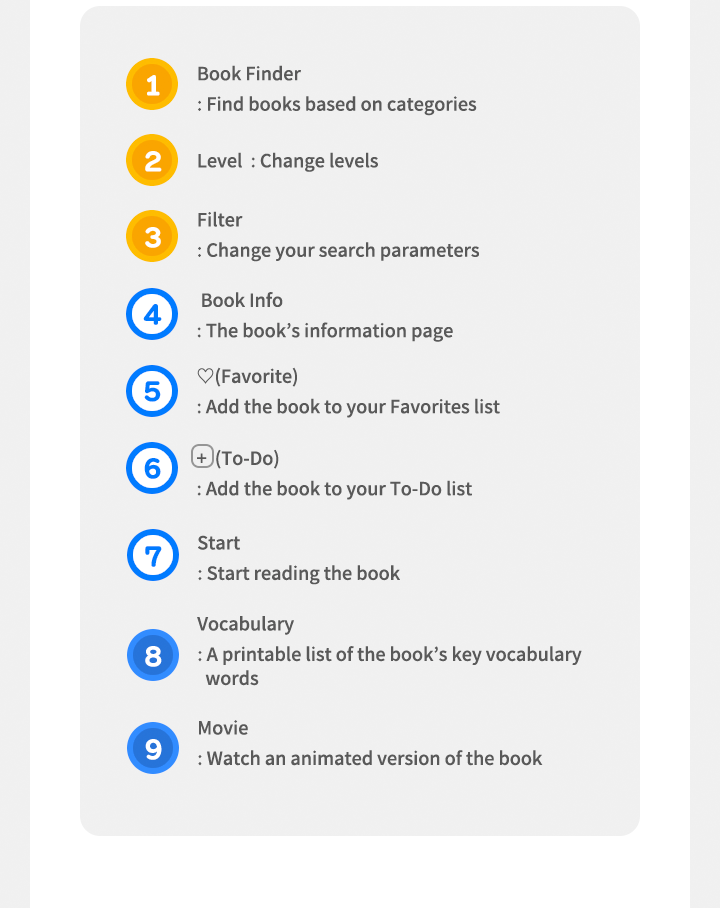 1
Book Finder
: Find books based on categories
2
Level : Change levels
3
Filter
: Change your search parameters
4
Book Info
: The book’s information page
5
♡(Favorite)
: Add the book to your Favorites list
6
+(To-Do)
: Add the book to your To-Do list
7
Start
: Start reading the book
8
Vocabulary
: A printable list of the book’s key vocabulary
words
9
Movie
: Watch an animated version of the book